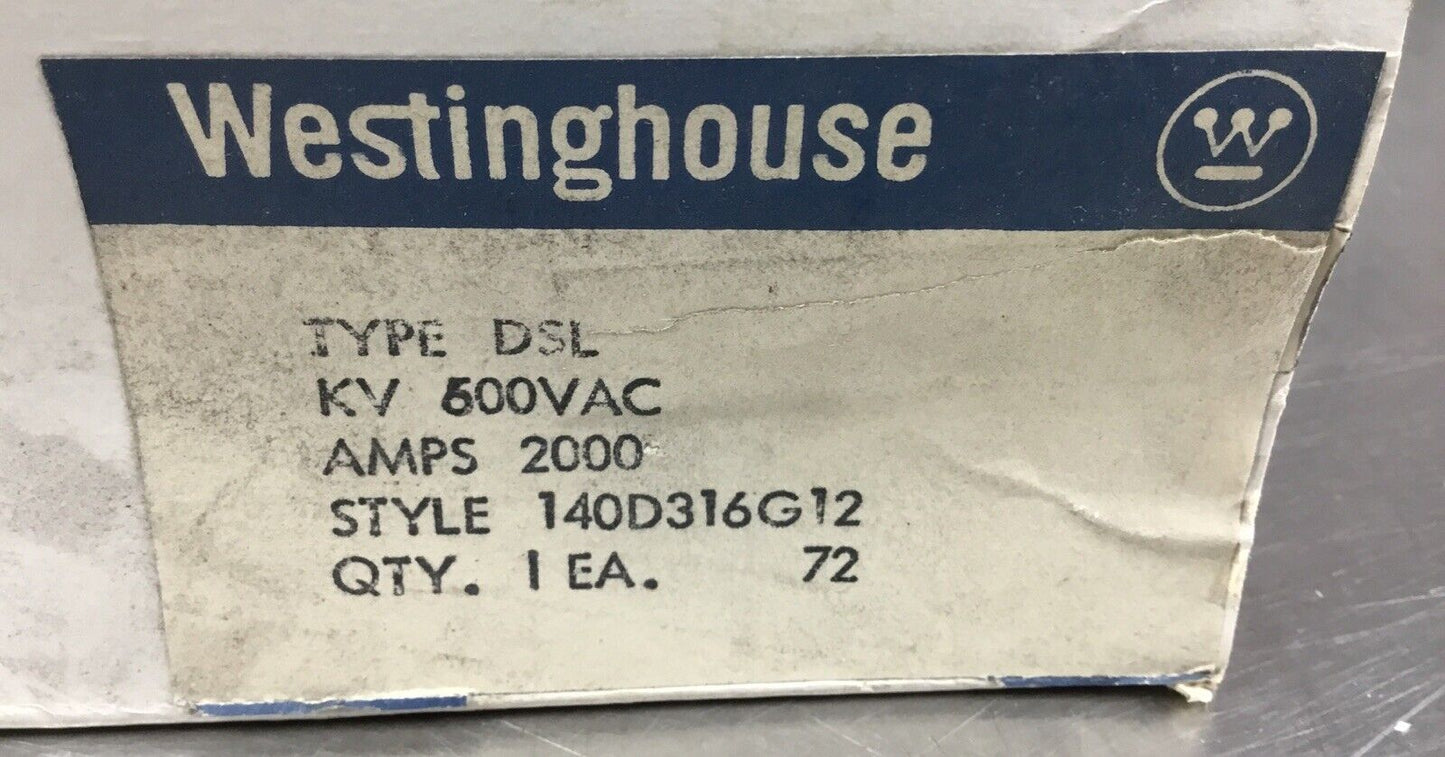 Westinghouse
W
TYPE DSL
KV 600VAC
AMPS 2000
STYLE 140D316G12
QTY. 1 EA. 72